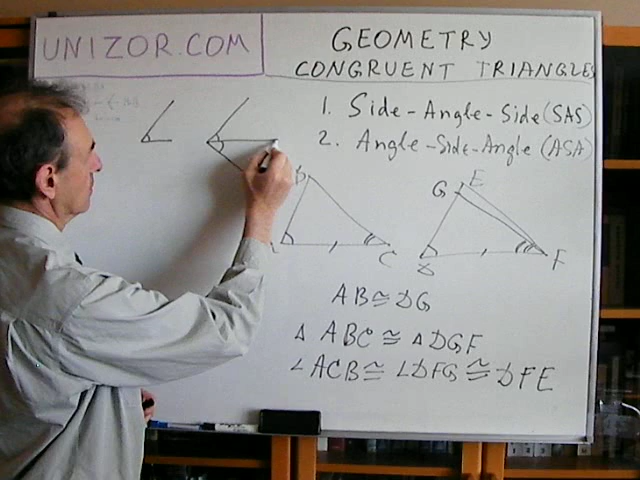 UNIZOR.COM
GEOMETRY
CONGRUENT TRIANGLES
1. Side-Angle-Side (SAS)
2. Angle-Side-Angle (ASA)
B
C
G E
D F
AB ≅ DG
△ ABC ≅ △ DGF
∠ ACB ≅ ∠ DFG ≅ DFE